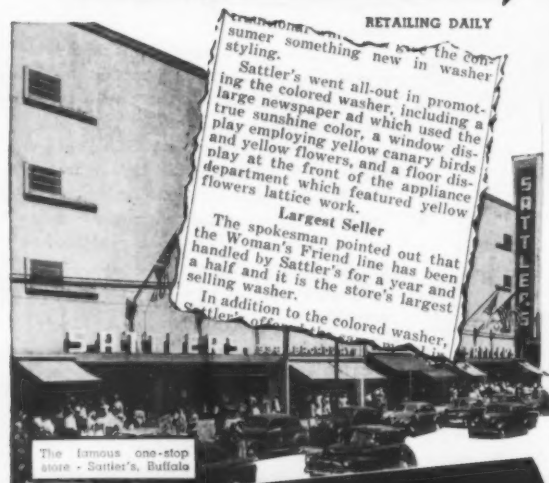 RETAILING DAILY
the con-
sumer something new in washer
styling.
Sattler's went all-out in promot-
ing the colored washer, including a
large newspaper ad which used the
true sunshine color, a window dis-
play employing yellow canary birds
and yellow flowers, and a floor dis-
play at the front of the appliance
department which featured yellow
flowers lattice work.
Largest Seller
The spokesman pointed out that
the Woman's Friend line has been
handled by Sattler's for a year and
a half and it is the store's largest
selling washer.
In addition to the colored washer,
Sattler's
SATTLERS
SATTLERS
The famous one-stop
store - Sattler's, Buffalo